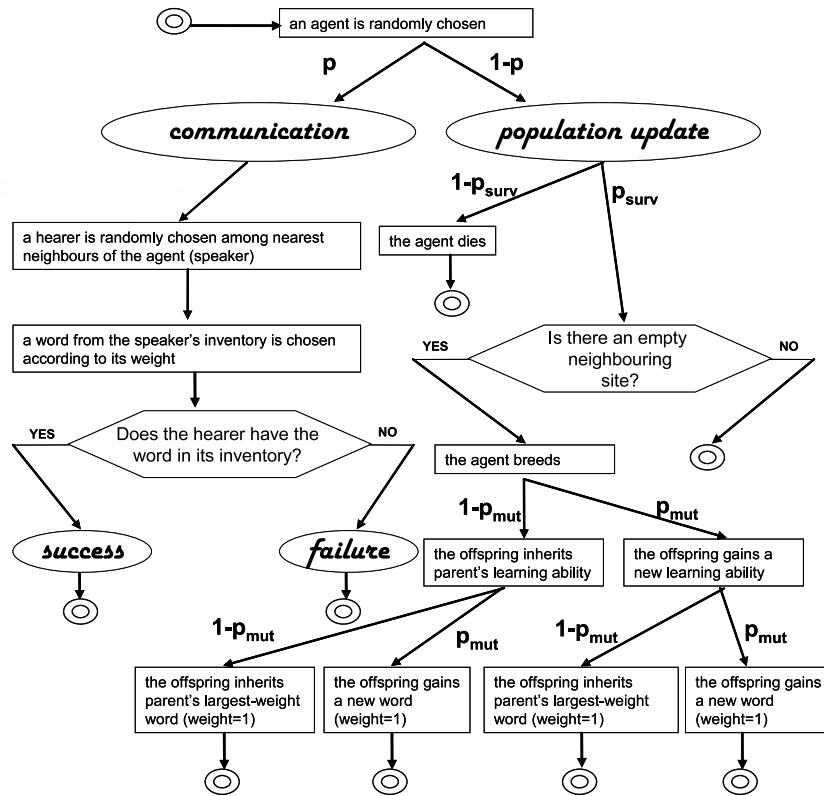 an agent is randomly chosen
p
1-p
communication
population update
1-psurv
psurv
a hearer is randomly chosen among nearest
neighbours of the agent (speaker)
the agent dies
a word from the speaker's inventory is chosen
according to its weight
YES
Is there an empty
neighbouring
site?
NO
YES
Does the hearer have the
word in its inventory?
NO
the agent breeds
1-pmut
pmut
success
failure
the offspring inherits
parent's learning ability
the offspring gains a
new learning ability
1-pmut
pmut
1-pmut
pmut
the offspring inherits
parent's largest-weight
word (weight=1)
the offspring gains
a new word
(weight=1)
the offspring inherits
parent's largest-weight
word (weight=1)
the offspring gains
a new word
(weight=1)